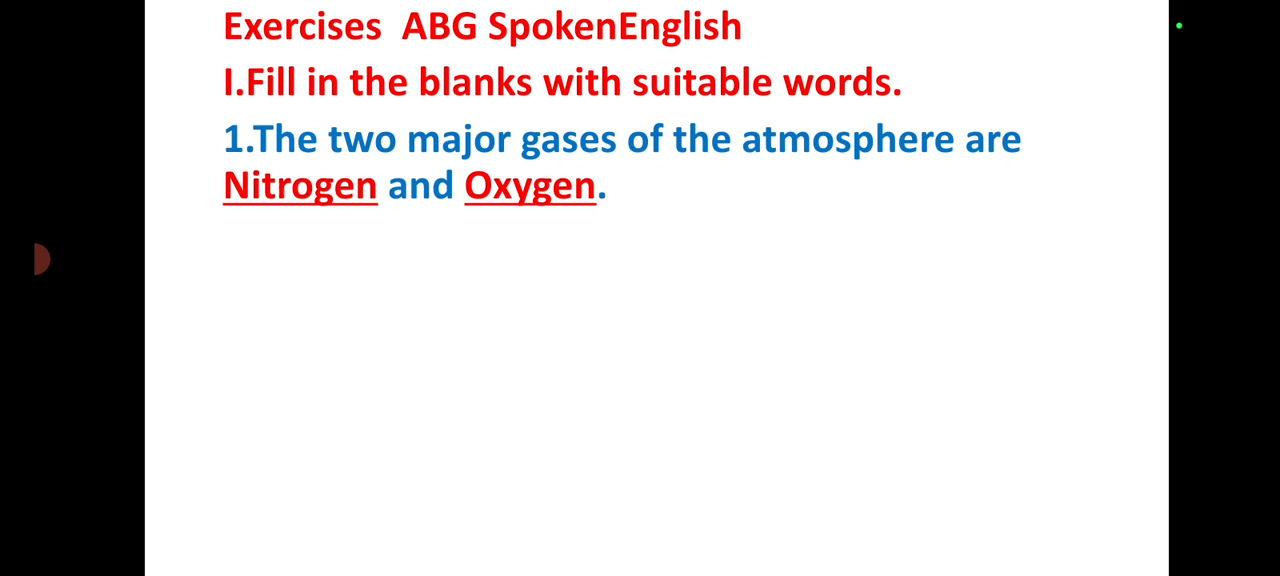 Exercises  ABG SpokenEnglish
I.Fill in the blanks with suitable words.
1.The two major gases of the atmosphere are
Nitrogen and Oxygen.